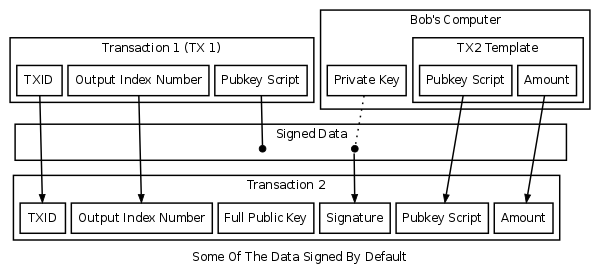 Bob's Computer
Transaction 1 (TX 1)
TX2 Template
TXID
Output Index Number
Pubkey Script
Private Key
Pubkey Script
Amount
Signed Data
Transaction 2
TXID
Output Index Number
Full Public Key
Signature
Pubkey Script
Amount
Some Of The Data Signed By Default